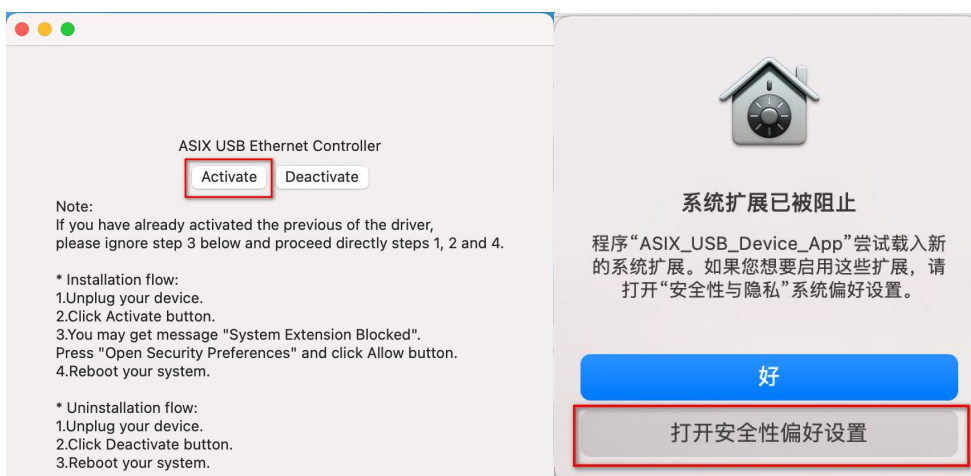 ASIX USB Ethernet Controller
Activate Deactivate
Note:
If you have already activated the previous of the driver,
please ignore step 3 below and proceed directly steps 1, 2 and 4.
* Installation flow:
1.Unplug your device.
2.Click Activate button.
3.You may get message "System Extension Blocked".
Press "Open Security Preferences" and click Allow button.
4.Reboot your system.
* Uninstallation flow:
1.Unplug your device.
2.Click Deactivate button.
3.Reboot your system.
系统扩展已被阻止
程序“ASIX_USB_Device_App”尝试载入新
的系统扩展。如果您想要启用这些扩展，请
打开“安全性与隐私”系统偏好设置。
好
打开安全性偏好设置